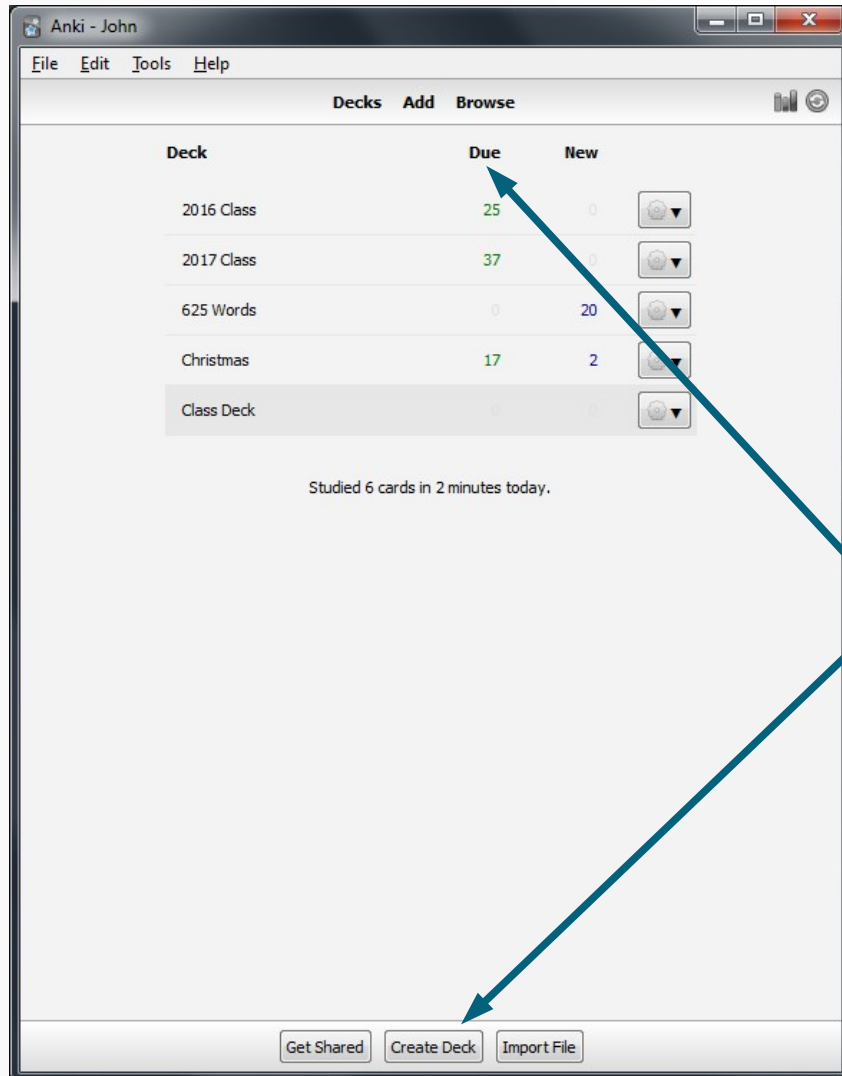 Anki - John
File Edit Tools Help
Decks Add Browse
Deck Due New
2016 Class 25 0
2017 Class 37 0
625 Words 0 20
Christmas 17 2
Class Deck 0 0
Studied 6 cards in 2 minutes today.
Get Shared Create Deck Import File